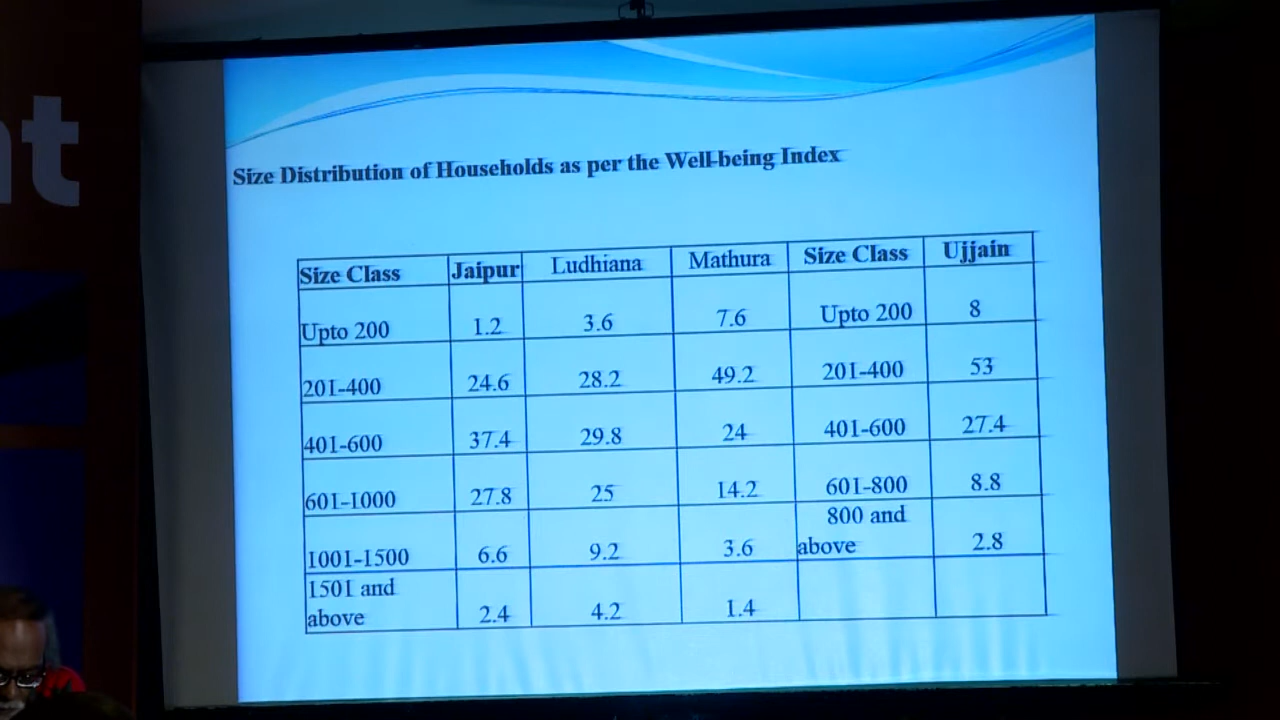 nt
Size Distribution of Households as per the Well-being Index
Size Class Jaipur Ludhiana Mathura Size Class Ujjain
Upto 200 1.2 3.6 7.6 Upto 200 8
201-400 24.6 28.2 49.2 201-400 53
401-600 37.4 29.8 24 401-600 27.4
601-1000 27.8 25 14.2 601-800 8.8
1001-1500 6.6 9.2 3.6 800 and above 2.8
1501 and above 2.4 4.2 1.4